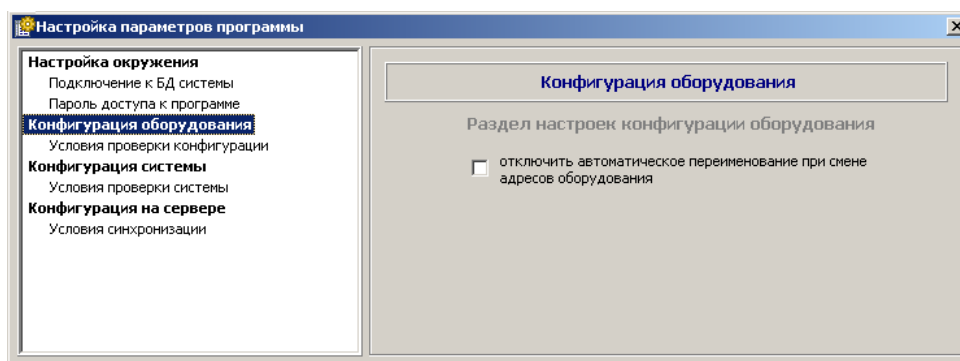 Настройка параметров программы
Настройка окружения
Подключение к БД системы
Пароль доступа к программе
Конфигурация оборудования
Условия проверки конфигурации
Конфигурация системы
Условия проверки системы
Конфигурация на сервере
Условия синхронизации
Конфигурация оборудования
Раздел настроек конфигурации оборудования
отключить автоматическое переименование при смене
адресов оборудования